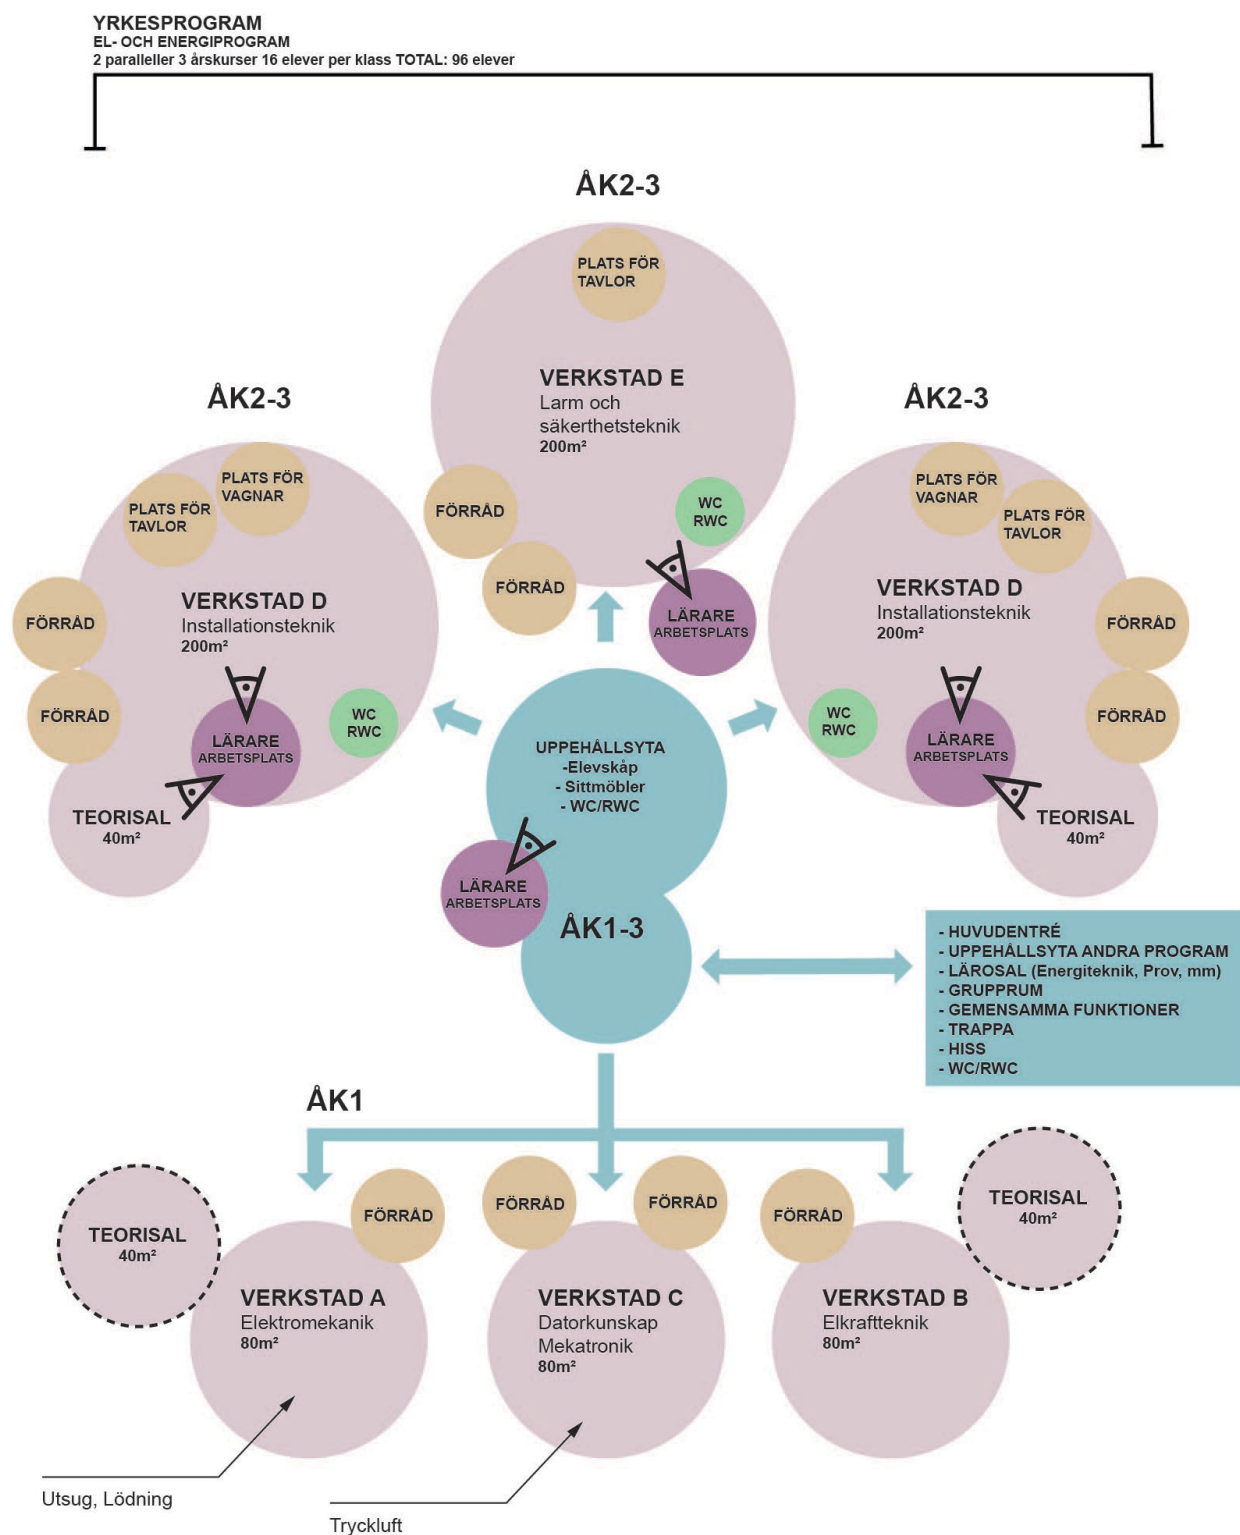 YRKESPROGRAM
EL- OCH ENERGIPROGRAM
2 paralleller 3 årskurser 16 elever per klass TOTAL: 96 elever
ÅK2-3
PLATS FÖR
TAVLOR
VERKSTAD E
Larm och
säkerthetsteknik
200m²
FÖRRÅD
FÖRRÅD
WC
RWC
LÄRARE
ARBETSPLATS
ÅK2-3
PLATS FÖR
VAGNAR
PLATS FÖR
TAVLOR
FÖRRÅD
FÖRRÅD
VERKSTAD D
Installationsteknik
200m²
WC
RWC
LÄRARE
ARBETSPLATS
TEORISAL
40m²
ÅK2-3
PLATS FÖR
VAGNAR
PLATS FÖR
TAVLOR
VERKSTAD D
Installationsteknik
200m²
FÖRRÅD
FÖRRÅD
WC
RWC
LÄRARE
ARBETSPLATS
TEORISAL
40m²
UPPEHÅLLSYTA
-Elevskåp
- Sittmöbler
- WC/RWC
LÄRARE
ARBETSPLATS
ÅK1-3
- HUVUDENTRÉ
- UPPEHÅLLSYTA ANDRA PROGRAM
- LÄROSAL (Energiteknik, Prov, mm)
- GRUPPRUM
- GEMENSAMMA FUNKTIONER
- TRAPPA
- HISS
- WC/RWC
ÅK1
TEORISAL
40m²
FÖRRÅD
VERKSTAD A
Elektromekanik
80m²
FÖRRÅD
FÖRRÅD
VERKSTAD C
Datorkunskap
Mekatronik
80m²
FÖRRÅD
TEORISAL
40m²
VERKSTAD B
Elkraftteknik
80m²
Utsug, Lödning
Tryckluft